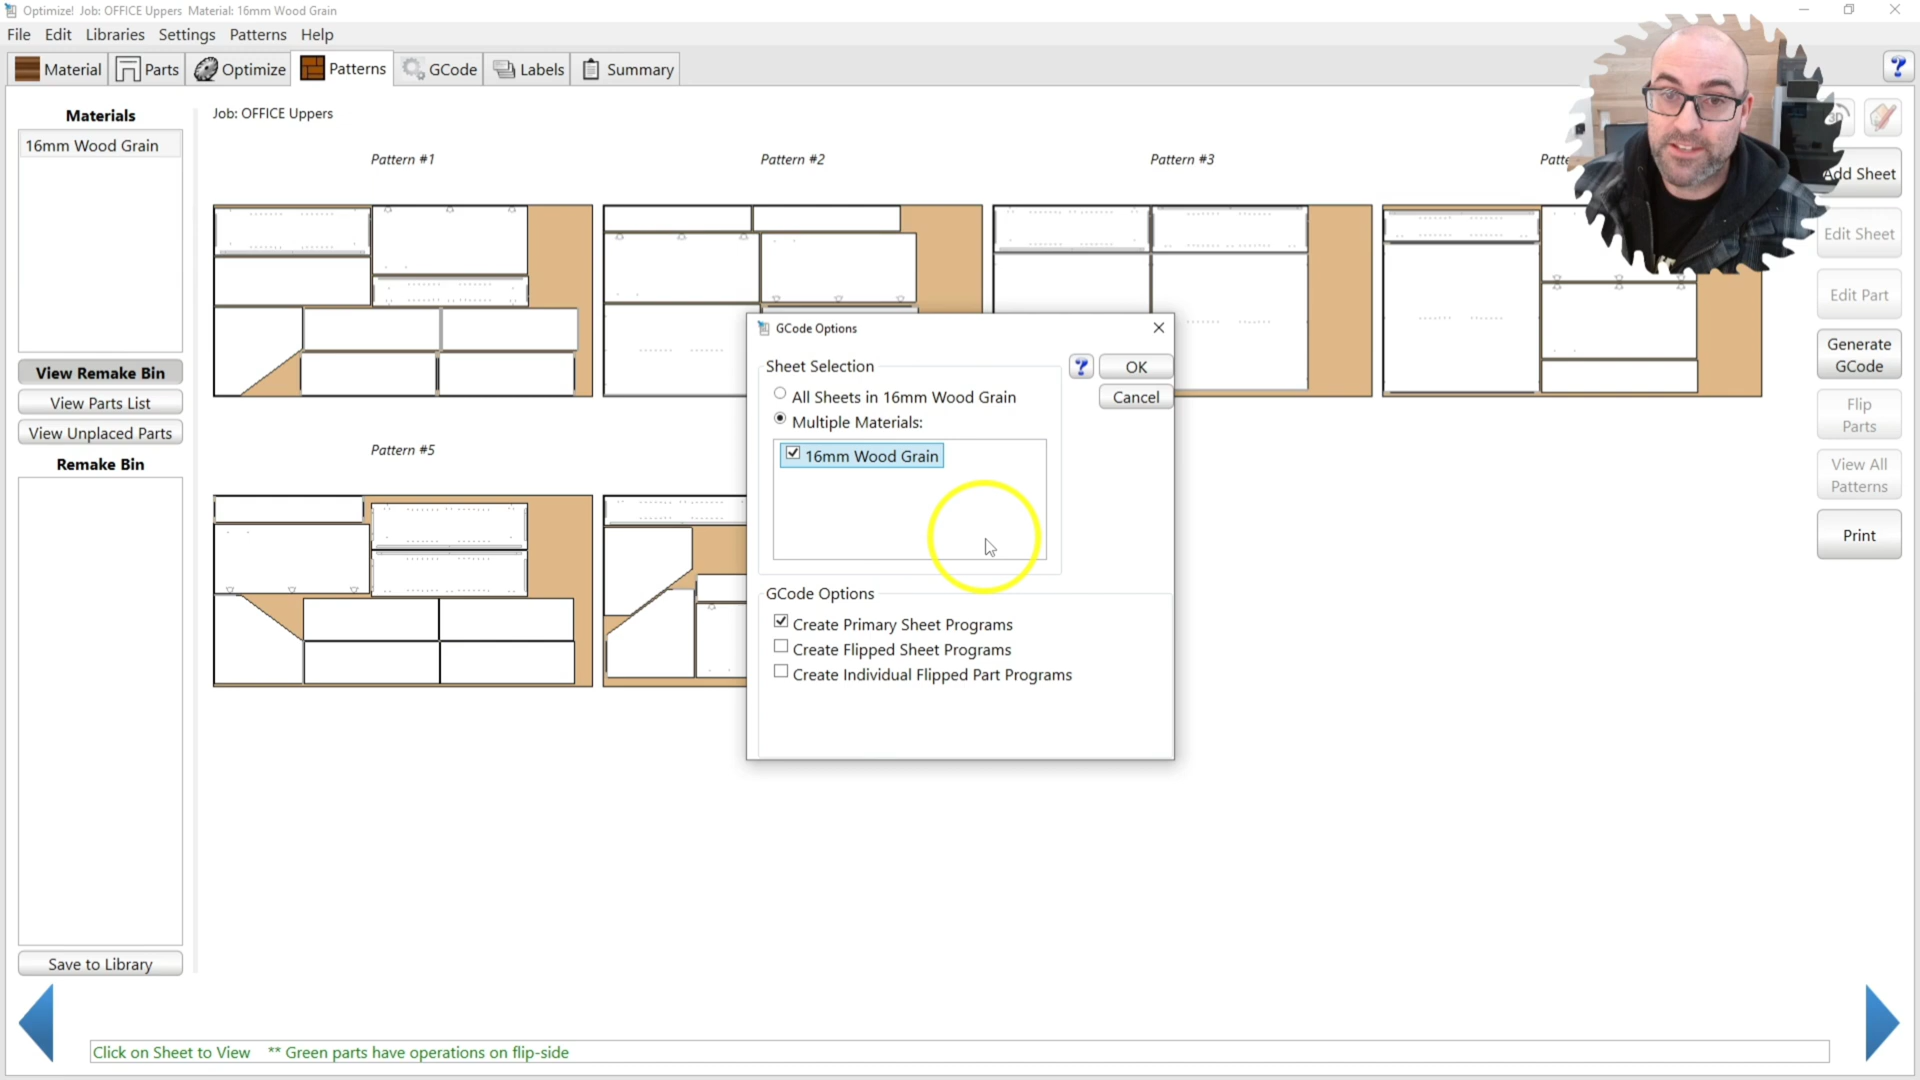 Optimize! Job: OFFICE Uppers Material: 16mm Wood Grain
File Edit Libraries Settings Patterns Help
Material Parts Optimize Patterns GCode Labels Summary
Materials
16mm Wood Grain
View Remake Bin
View Parts List
View Unplaced Parts
Remake Bin
Save to Library
Job: OFFICE Uppers
Pattern #1
Pattern #2
Pattern #3
Pattern #5
GCode Options
Sheet Selection
All Sheets in 16mm Wood Grain
Multiple Materials:
16mm Wood Grain
OK
Cancel
GCode Options
Create Primary Sheet Programs
Create Flipped Sheet Programs
Create Individual Flipped Part Programs
Add Sheet
Edit Sheet
Edit Part
Generate
GCode
Flip
Parts
View All
Patterns
Print
Click on Sheet to View ** Green parts have operations on flip-side